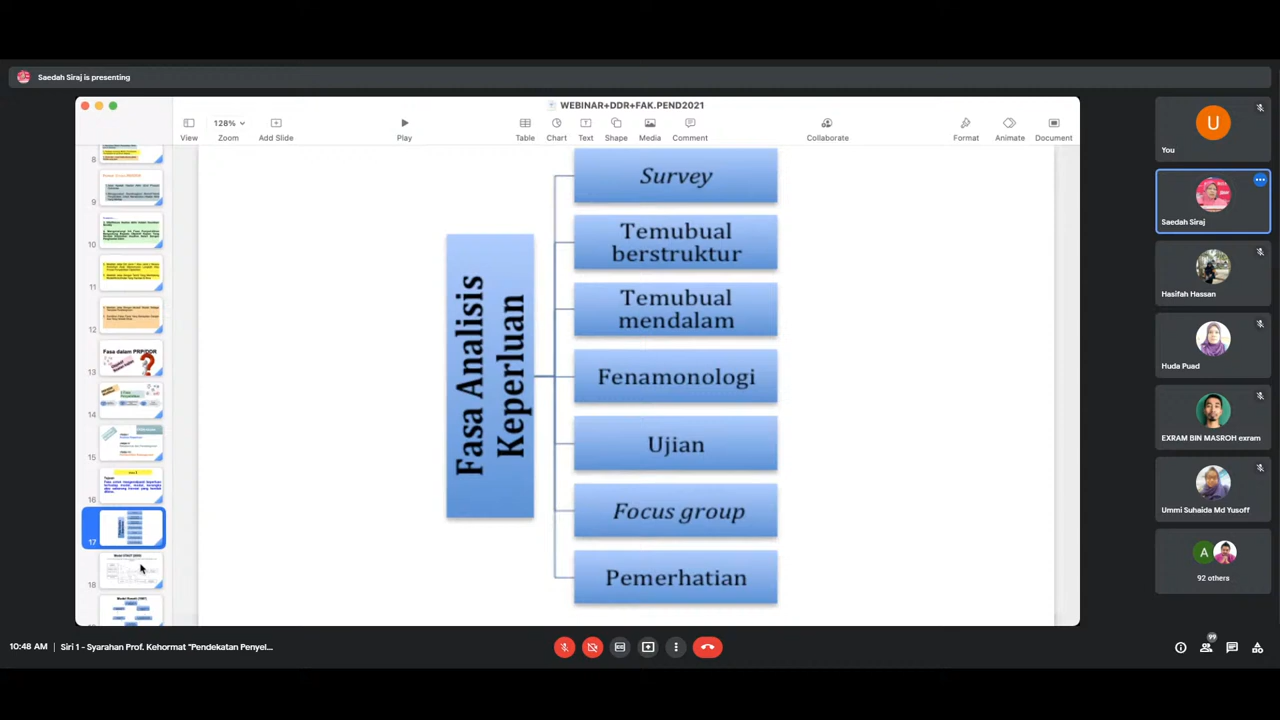 Saedah Siraj is presenting
WEBINAR+DDR+FAK.PEND2021
128%
View
Zoom
Add Slide
Play
Table
Chart
Text
Shape
Media
Comment
Collaborate
Format
Animate
Document
8
9
10
11
12
13
Fasa dalam PRP/DDR
14
15
16
17
18
Fasa Analisis
Keperluan
Survey
Temubual
berstruktur
Temubual
mendalam
Fenamonologi
Ujian
Focus group
Pemerhatian
U
You
Saedah Siraj
Hasifah Hassan
Huda Puad
EXRAM BIN MASROH exram
Ummi Suhaida Md Yusoff
A
92 others
10:48 AM
Siri 1 - Syarahan Prof. Kehormat "Pendekatan Penyel...
99